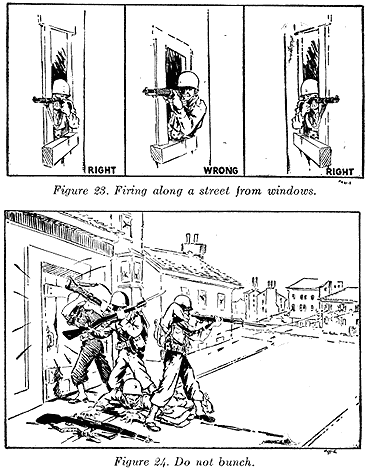 RIGHT
WRONG
RIGHT
Figure 23. Firing along a street from windows.
Figure 24. Do not bunch.